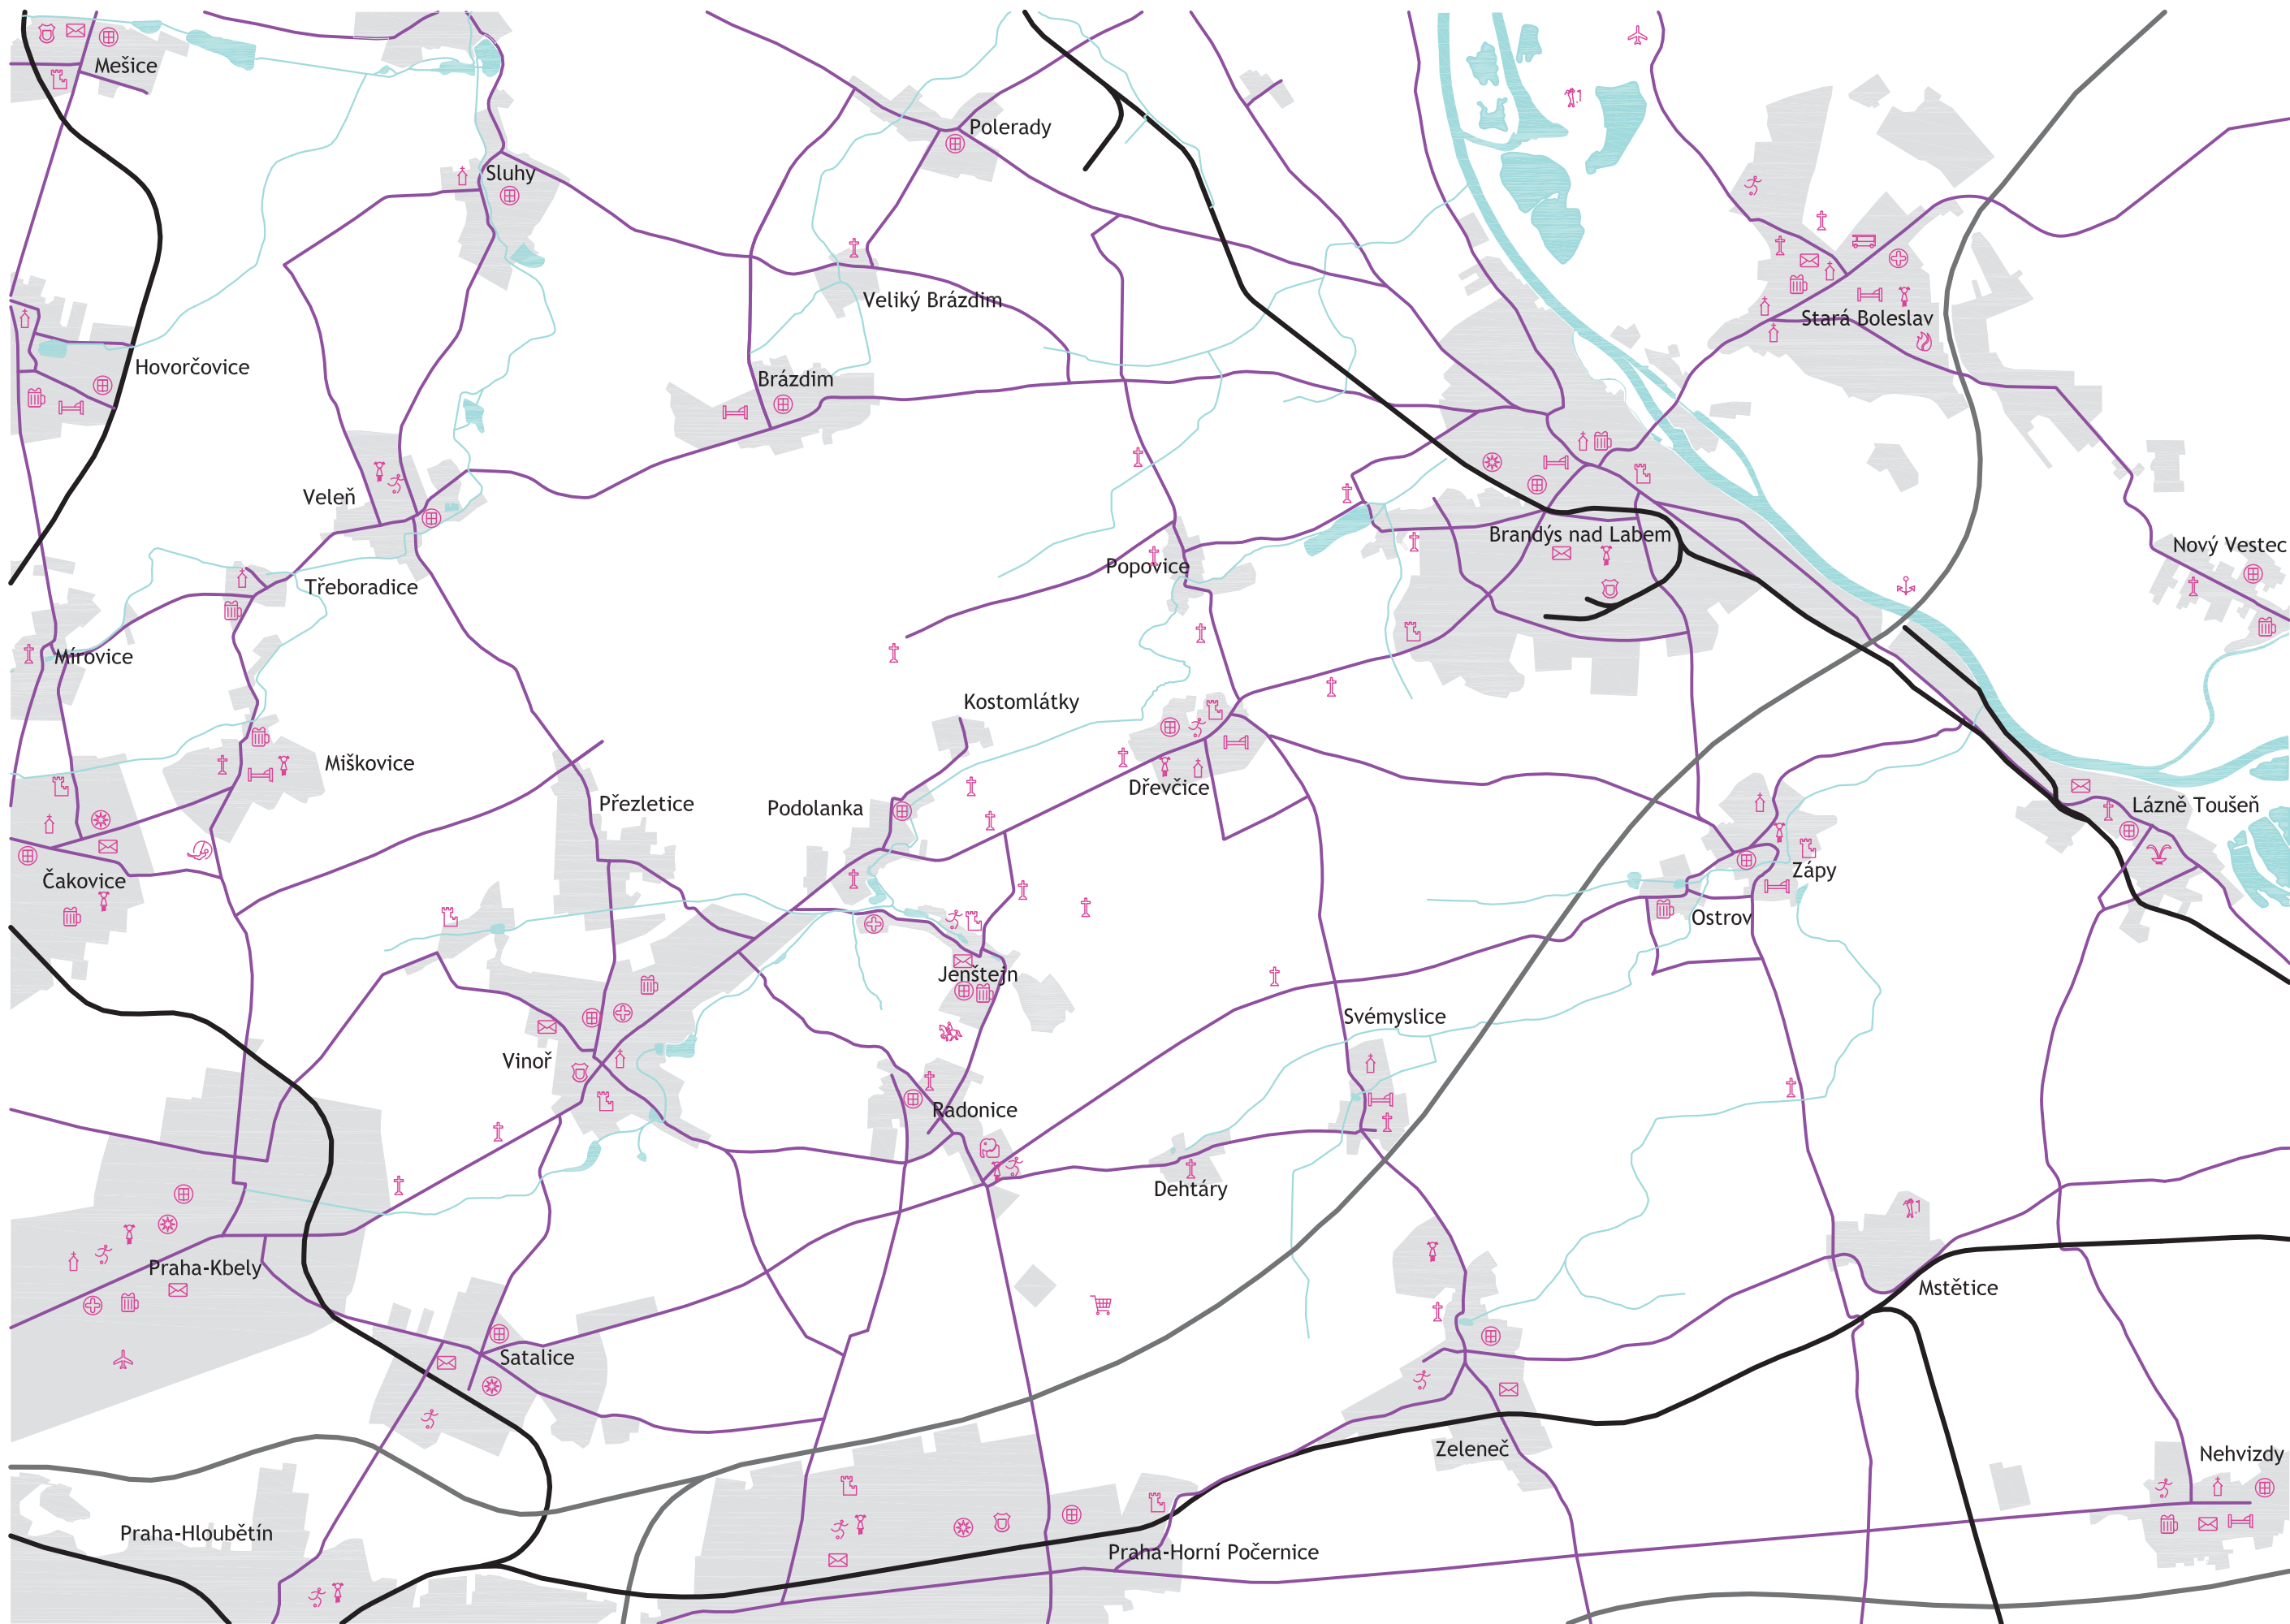 Mešice
Polerady
Sluhy
Veliký Brázdim
Stará Boleslav
Hovorčovice
Brázdim
Veleň
Brandýs nad Labem
Nový Vestec
Popovice
Třeboradice
Mírovice
Kostomlátky
Miškovice
Dřevčice
Přezletice
Podolanka
Lázně Toušeň
Zápy
Čakovice
Ostrov
Jenštejn
Svémyslice
Vinoř
Radonice
Dehtáry
Praha-Kbely
Mstětice
Satalice
Zeleneč
Nehvizdy
Praha-Hloubětín
Praha-Horní Počernice